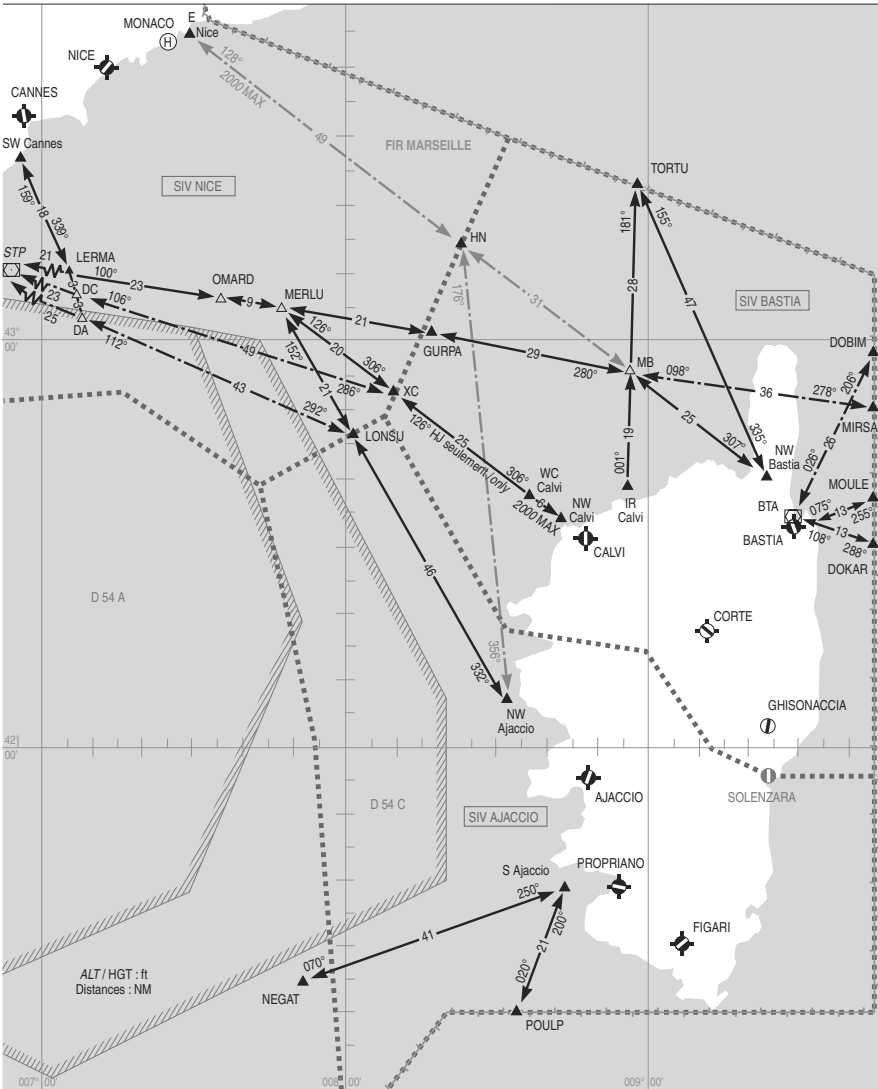 E
MONACO
H
Nice
NICE
128°
2000 MAX
CANNES
49
SW Cannes
FIR MARSEILLE
TORTU
SIV NICE
159°
18
339°
181°
155°
STP
21
LERMA
HN
100°
23
DC
OMARD
9
MERLU
176°
31
28
47
SIV BASTIA
23
3
106°
25
3
DA
126°
21
DOBIM
43°
00'
112°
152°
20
GURPA
29
MB
49
306°
280°
098°
206°
43
21
286°
XC
36
278°
292°
LONSU
126° HJ seulement/only
25
19
25
307°
335°
26
MIRSA
306°
WC
Calvi
001°
NW
Bastia
026°
MOULE
6
NW
Calvi
IR
Calvi
BTA
075°
13
255°
2000 MAX
BASTIA
13
108°
288°
CALVI
DOKAR
46
D 54 A
CORTE
356°
332°
NW
Ajaccio
GHISONACCIA
42°
00'
AJACCIO
SOLENZARA
D 54 C
SIV AJACCIO
S Ajaccio
PROPRIANO
250°
200°
41
21
FIGARI
070°
020°
ALT / HGT : ft
Distances : NM
NEGAT
POULP
007° 00'
008° 00'
009° 00'